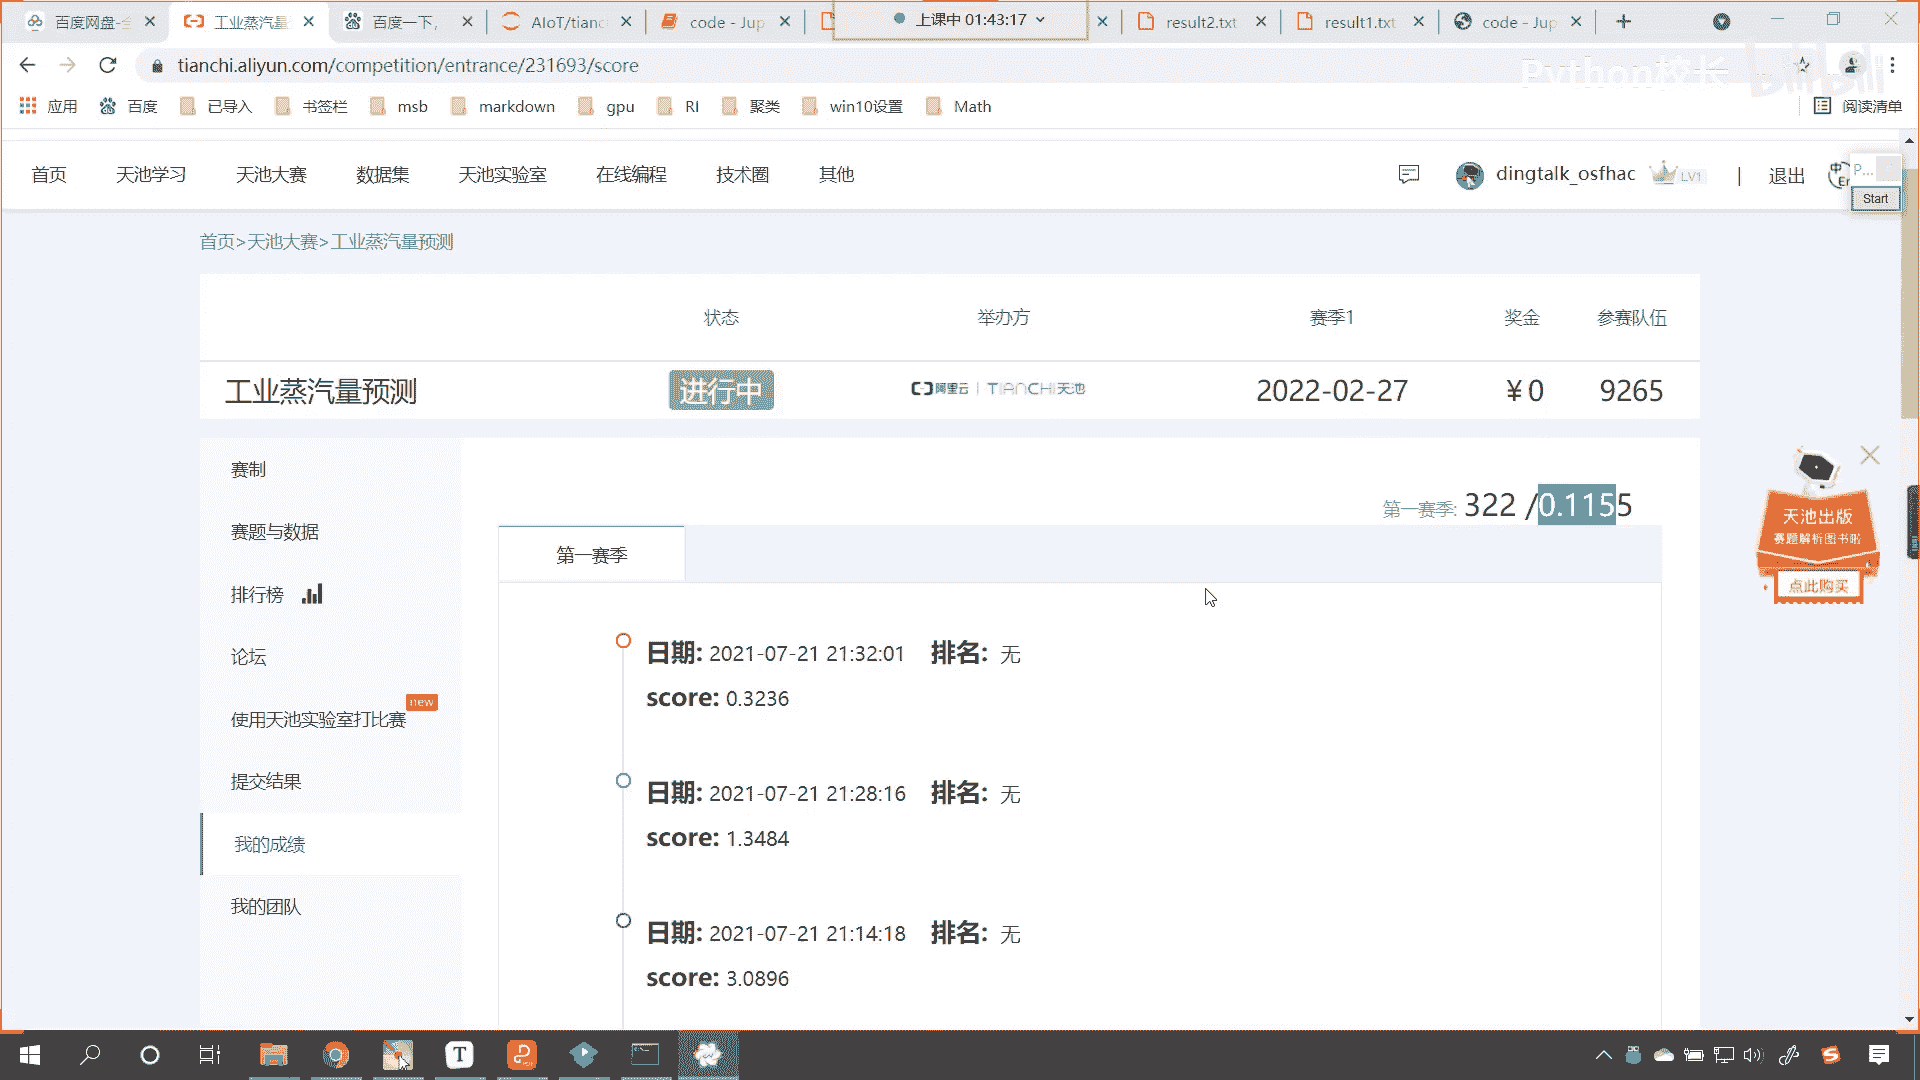 百度网盘-全
工业蒸汽量
百度一下,
AIoT/tianc
code - Jup
上课中 01:43:17
result2.txt
result1.txt
code - Jup
tianchi.aliyun.com/competition/entrance/231693/score
Python校长
bilibili
应用
百度
已导入
书签栏
msb
markdown
gpu
RI
聚类
win10设置
Math
阅读清单
首页
天池学习
天池大赛
数据集
天池实验室
在线编程
技术圈
其他
dingtalk_osfhac
LV1
|
退出
中
En
P...
Start
首页>天池大赛>工业蒸汽量预测
状态
举办方
赛季1
奖金
参赛队伍
工业蒸汽量预测
进行中
阿里云 | TIANCHI天池
2022-02-27
¥0
9265
赛制
赛题与数据
排行榜
论坛
使用天池实验室打比赛
new
提交结果
我的成绩
我的团队
第一赛季: 322 /0.1155
第一赛季
日期: 2021-07-21 21:32:01 排名: 无
score: 0.3236
日期: 2021-07-21 21:28:16 排名: 无
score: 1.3484
日期: 2021-07-21 21:14:18 排名: 无
score: 3.0896
天池出版
赛题解析图书啦
点此购买